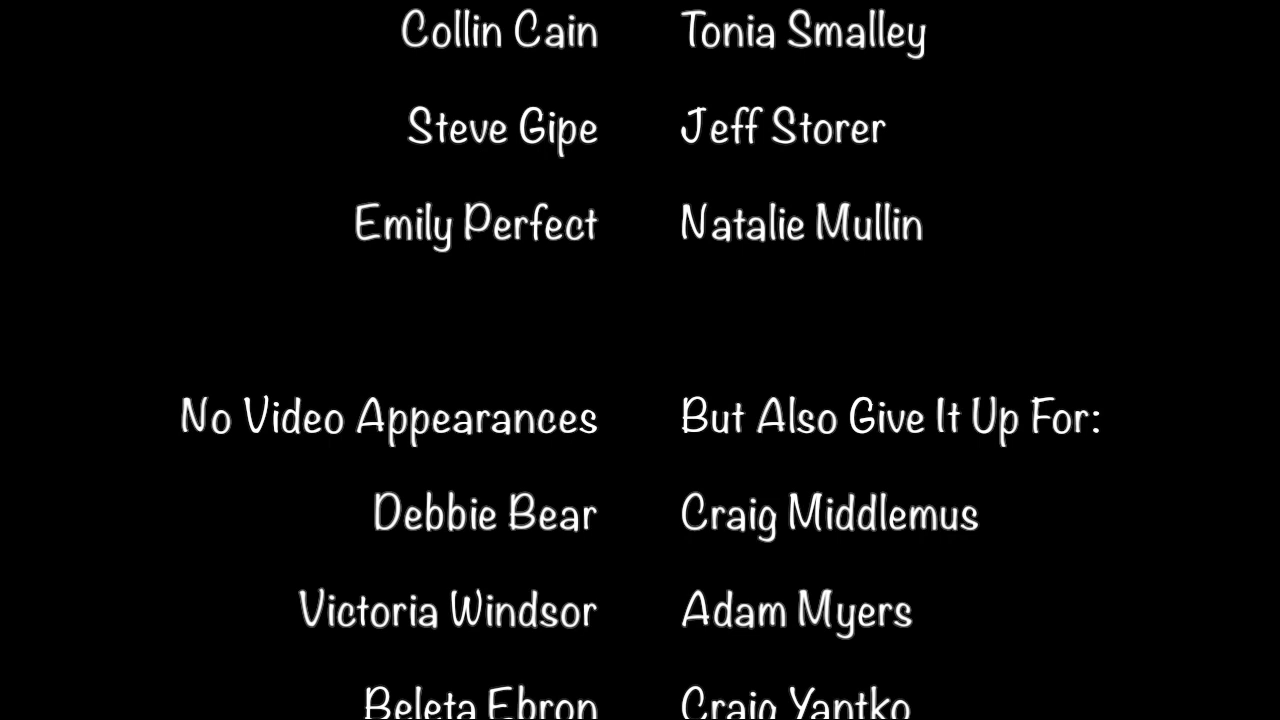 Collin Cain Tonia Smalley
Steve Gipe Jeff Storer
Emily Perfect Natalie Mullin
No Video Appearances But Also Give It Up For:
Debbie Bear Craig Middlemus
Victoria Windsor Adam Myers
Beleta Ebron Craig Yantko